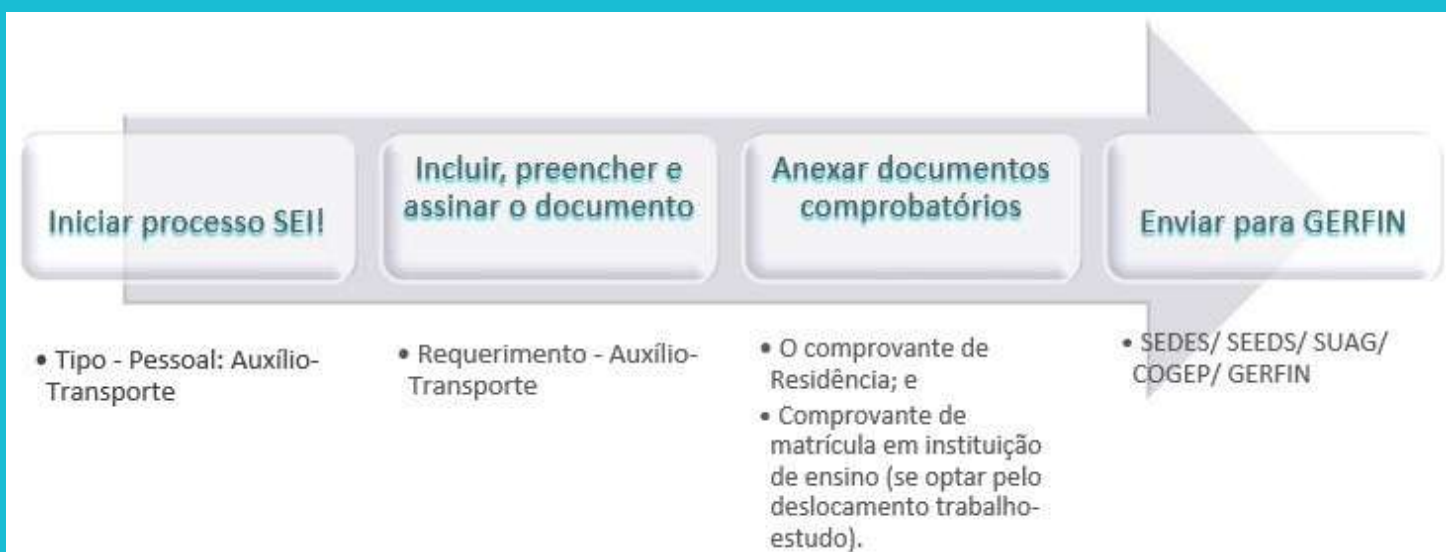 Iniciar processo SEI!
• Tipo - Pessoal: Auxílio-
Transporte
Incluir, preencher e
assinar o documento
• Requerimento - Auxílio-
Transporte
Anexar documentos
comprobatórios
• O comprovante de
Residência; e
• Comprovante de
matrícula em instituição
de ensino (se optar pelo
deslocamento trabalho-
estudo).
Enviar para GERFIN
• SEDES/ SEEDS/ SUAG/
COGEP/ GERFIN